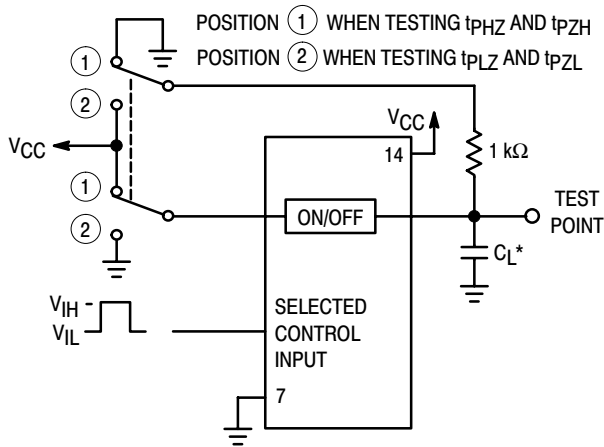 POSITION 1 WHEN TESTING tPHZ AND tPZH
POSITION 2 WHEN TESTING tPLZ AND tPZL
1
2
VCC
1
2
VCC
14
1 kΩ
ON/OFF
TEST
POINT
CL*
VIH
VIL
SELECTED
CONTROL
INPUT
7